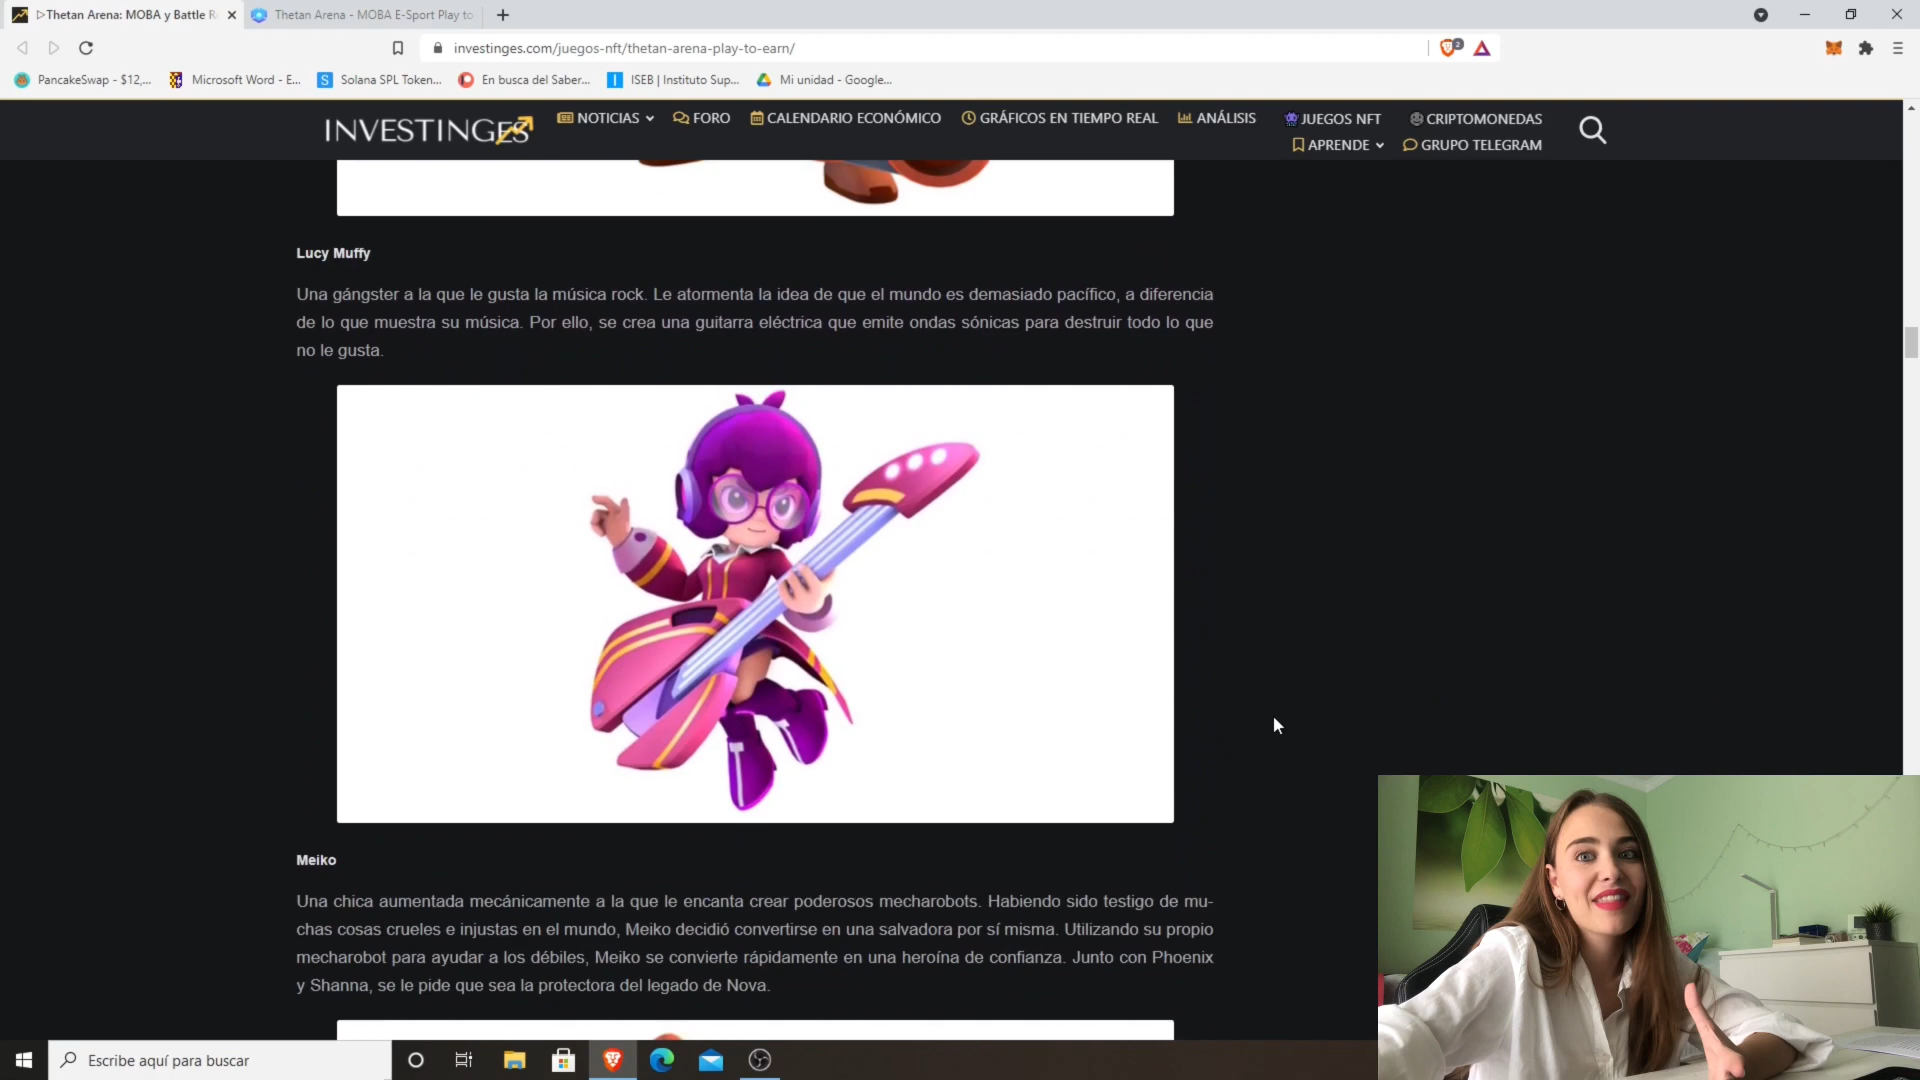 ▷Thetan Arena: MOBA y Battle R
Thetan Arena - MOBA E-Sport Play to
investinges.com/juegos-nft/thetan-arena-play-to-earn/
2
PancakeSwap - $12,...
Microsoft Word - E...
Solana SPL Token...
En busca del Saber...
ISEB | Instituto Sup...
Mi unidad - Google...
INVESTINGES
NOTICIAS
FORO
CALENDARIO ECONÓMICO
GRÁFICOS EN TIEMPO REAL
ANÁLISIS
JUEGOS NFT
CRIPTOMONEDAS
APRENDE
GRUPO TELEGRAM
Lucy Muffy
Una gángster a la que le gusta la música rock. Le atormenta la idea de que el mundo es demasiado pacífico, a diferencia
de lo que muestra su música. Por ello, se crea una guitarra eléctrica que emite ondas sónicas para destruir todo lo que
no le gusta.
Meiko
Una chica aumentada mecánicamente a la que le encanta crear poderosos mecharobots. Habiendo sido testigo de mu-
chas cosas crueles e injustas en el mundo, Meiko decidió convertirse en una salvadora por sí misma. Utilizando su propio
mecharobot para ayudar a los débiles, Meiko se convierte rápidamente en una heroína de confianza. Junto con Phoenix
y Shanna, se le pide que sea la protectora del legado de Nova.
Escribe aquí para buscar